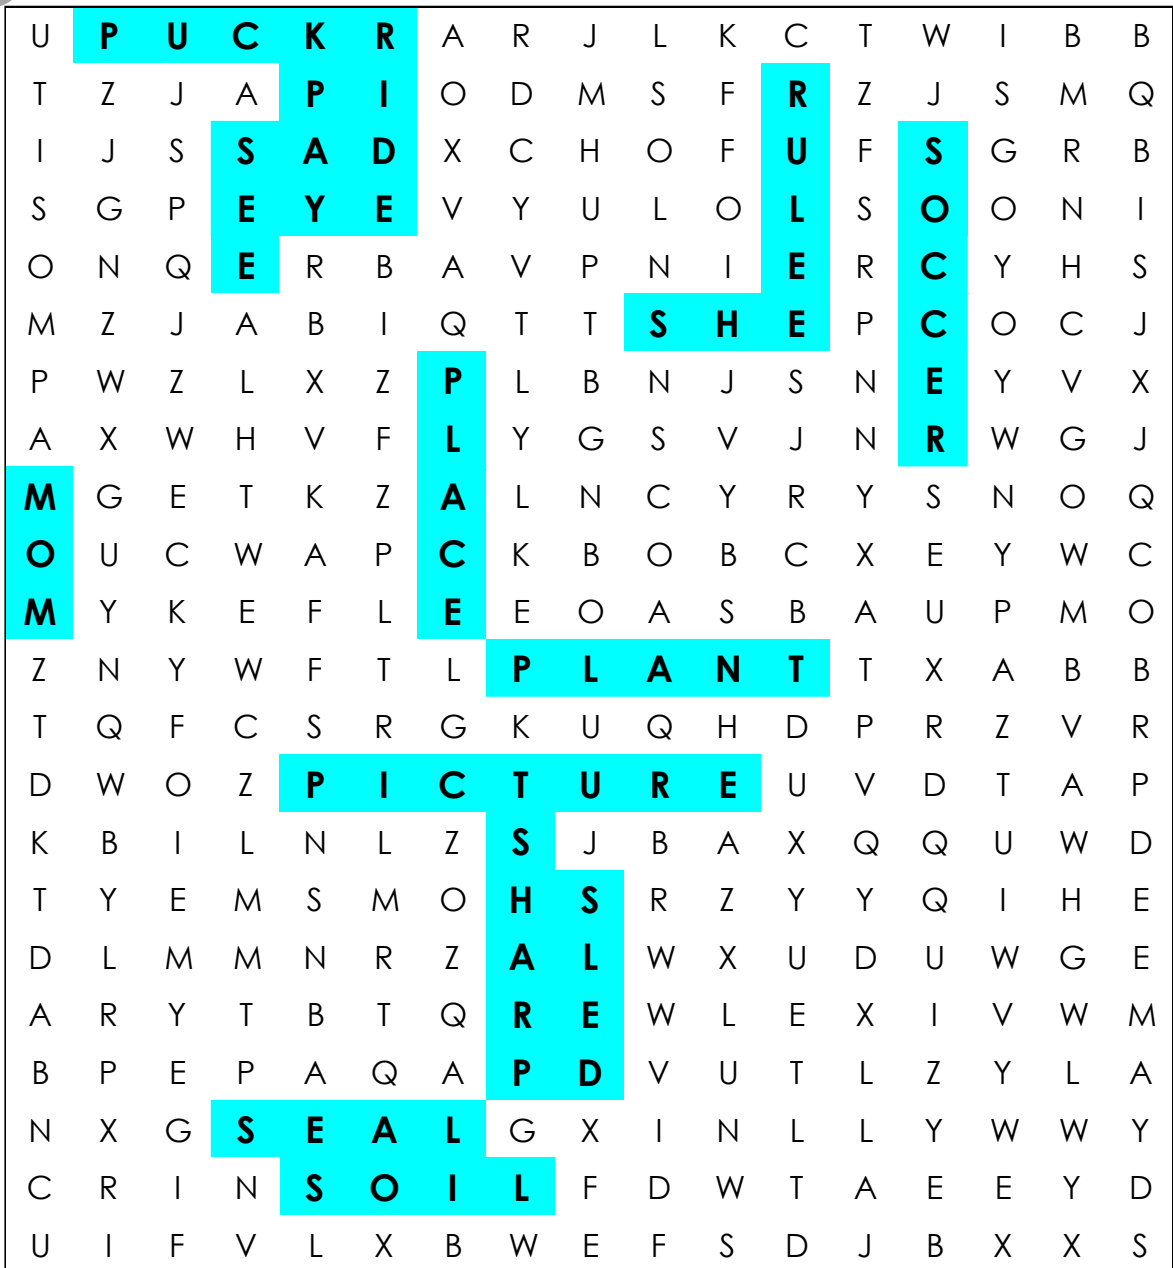 U P U C K R A R J L K C T W I B B
T Z J A P I O D M S F R Z J S M Q
I J S S A D X C H O F U F S G R B
S G P E Y E V Y U L O L S O O N I
O N Q E R B A V P N I E R C Y H S
M Z J A B I Q T T S H E P C O C J
P W Z L X Z P L B N J S N E Y V X
A X W H V F L Y G S V J N R W G J
M G E T K Z A L N C Y R Y S N O Q
O U C W A P C K B O B C X E Y W C
M Y K E F L E E O A S B A U P M O
Z N Y W F T L P L A N T T X A B B
T Q F C S R G K U Q H D P R Z V R
D W O Z P I C T U R E U V D T A P
K B I L N L Z S J B A X Q Q U W D
T Y E M S M O H S R Z Y Y Q I H E
D L M M N R Z A L W X U D U W G E
A R Y T B T Q R E W L E X I V W M
B P E P A Q A P D V U T L Z Y L A
N X G S E A L G X I N L L Y W W Y
C R I N S O I L F D W T A E E Y D
U I F V L X B W E F S D J B X X S